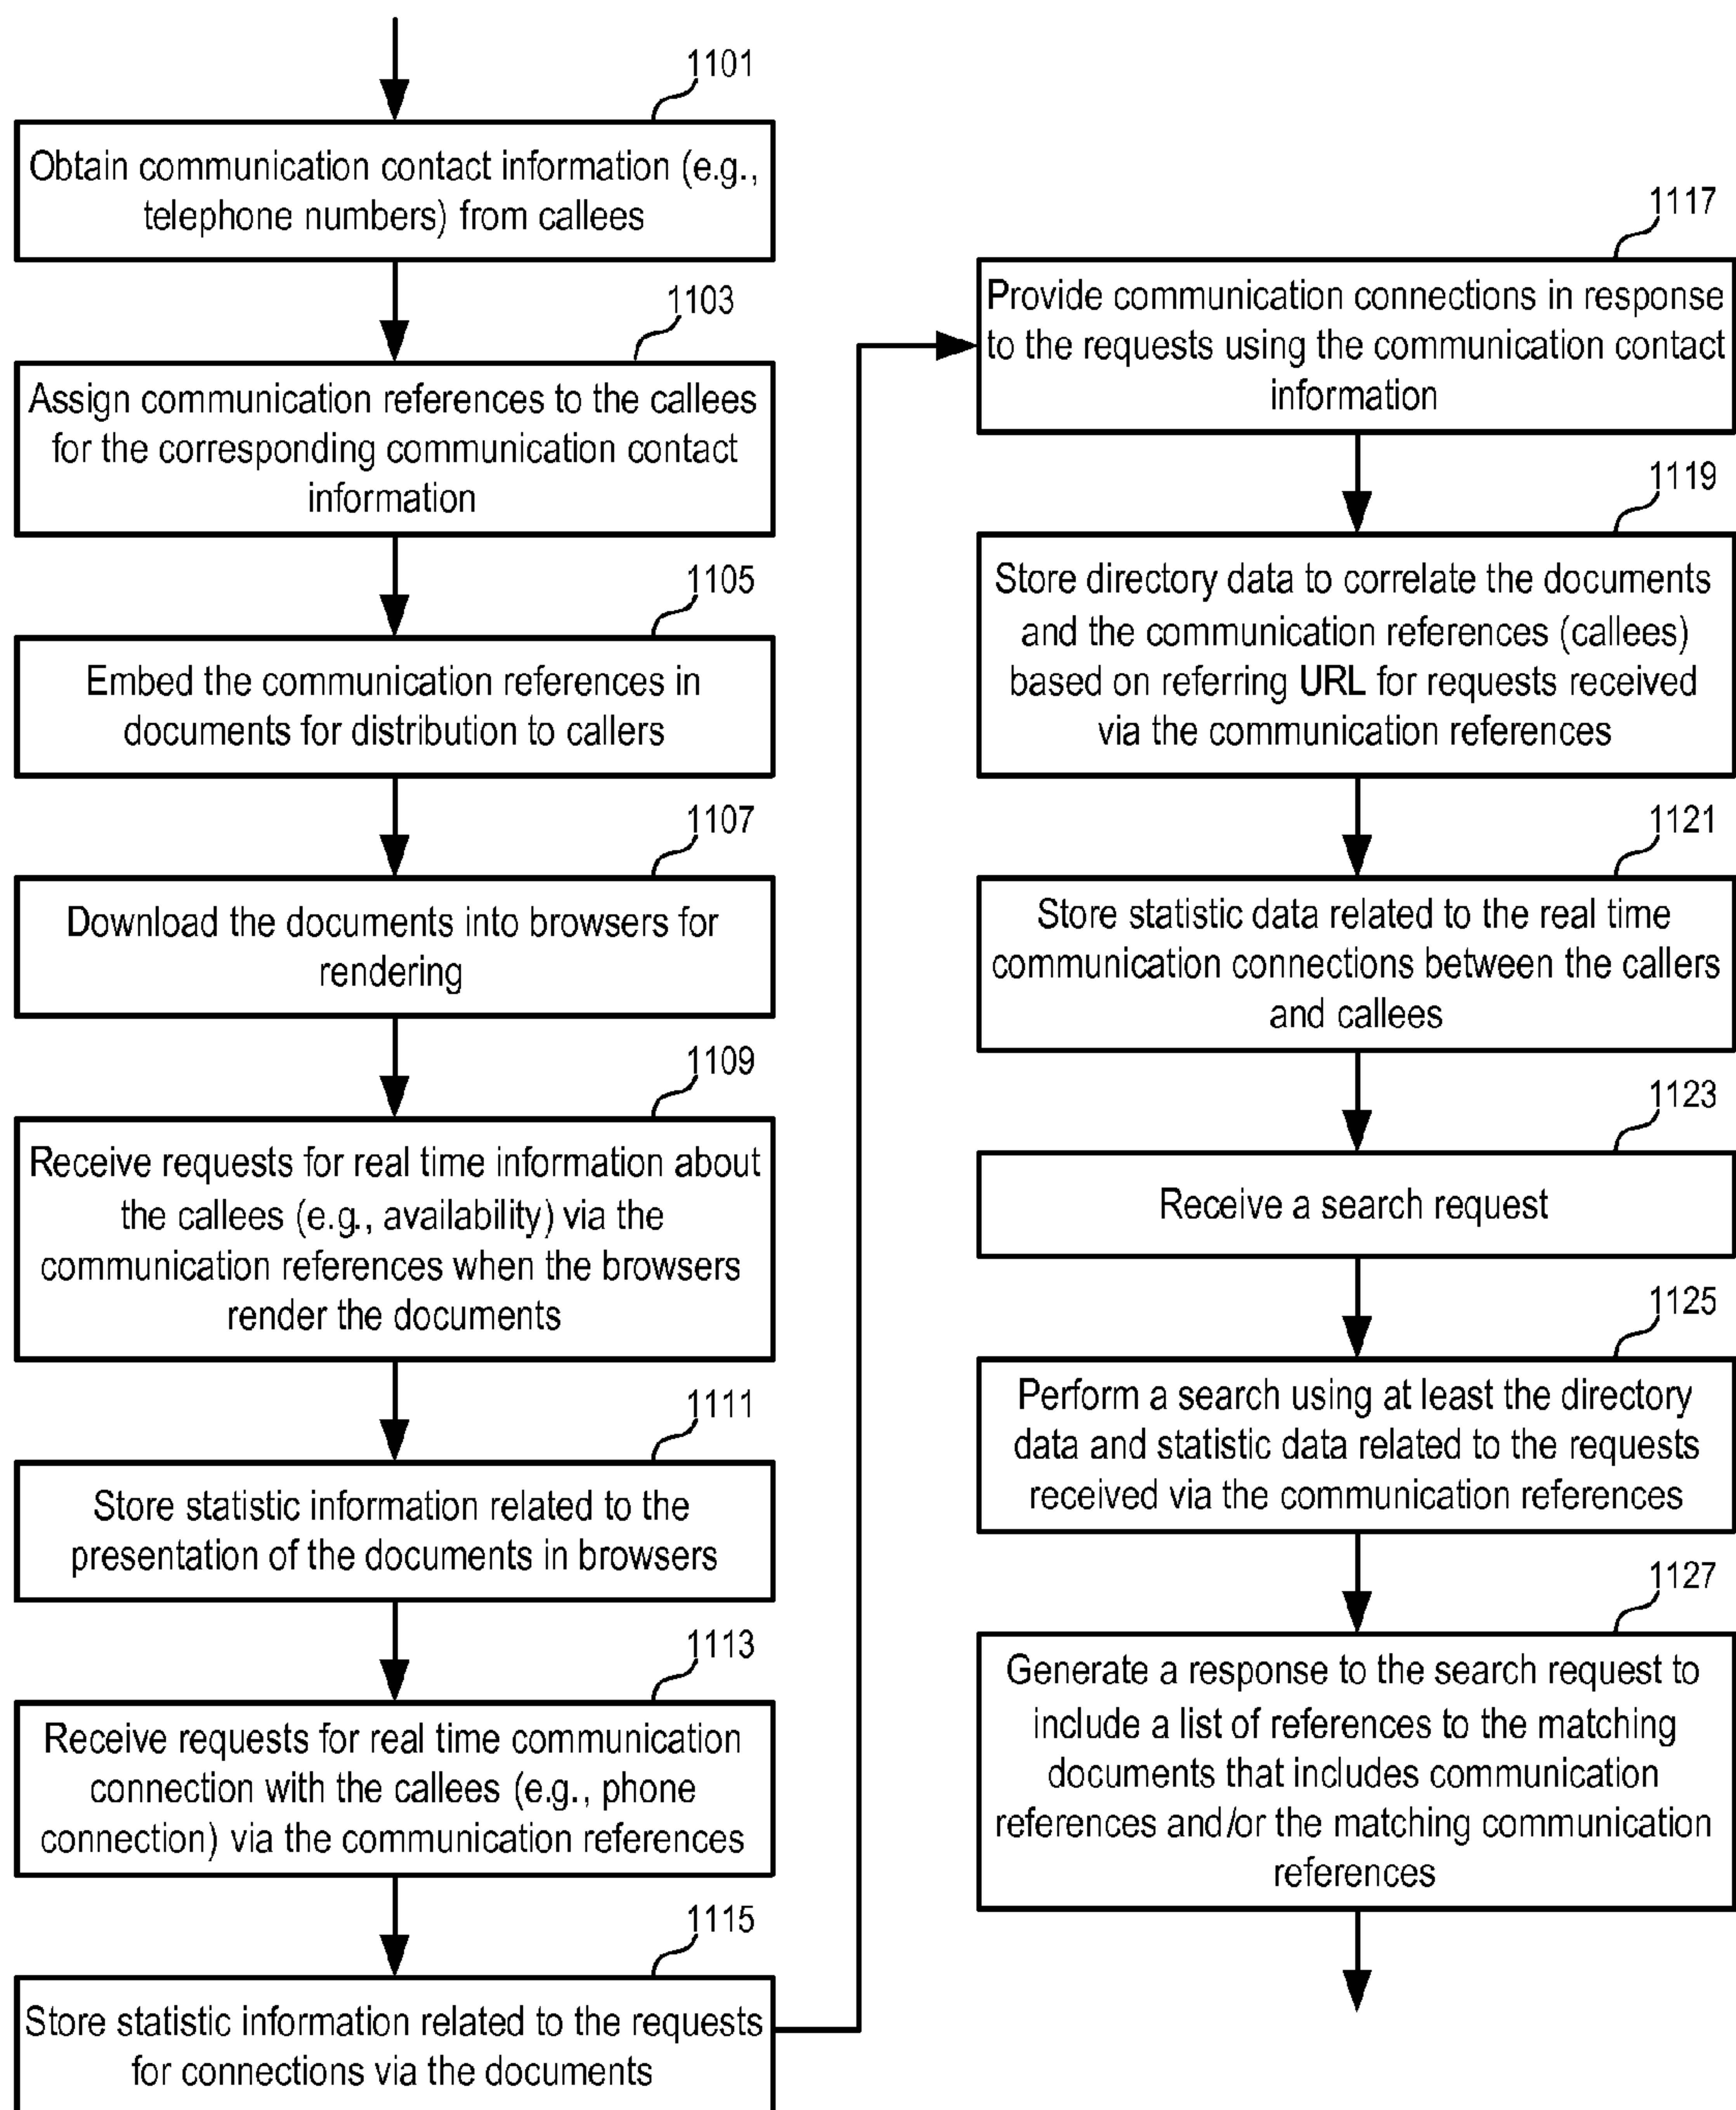 1101
Obtain communication contact information (e.g.,
telephone numbers) from callees
1103
Assign communication references to the callees
for the corresponding communication contact
information
1105
Embed the communication references in
documents for distribution to callers
1107
Download the documents into browsers for
rendering
1109
Receive requests for real time information about
the callees (e.g., availability) via the
communication references when the browsers
render the documents
1111
Store statistic information related to the
presentation of the documents in browsers
1113
Receive requests for real time communication
connection with the callees (e.g., phone
connection) via the communication references
1115
Store statistic information related to the requests
for connections via the documents
1117
Provide communication connections in response
to the requests using the communication contact
information
1119
Store directory data to correlate the documents
and the communication references (callees)
based on referring URL for requests received
via the communication references
1121
Store statistic data related to the real time
communication connections between the callers
and callees
1123
Receive a search request
1125
Perform a search using at least the directory
data and statistic data related to the requests
received via the communication references
1127
Generate a response to the search request to
include a list of references to the matching
documents that includes communication
references and/or the matching communication
references